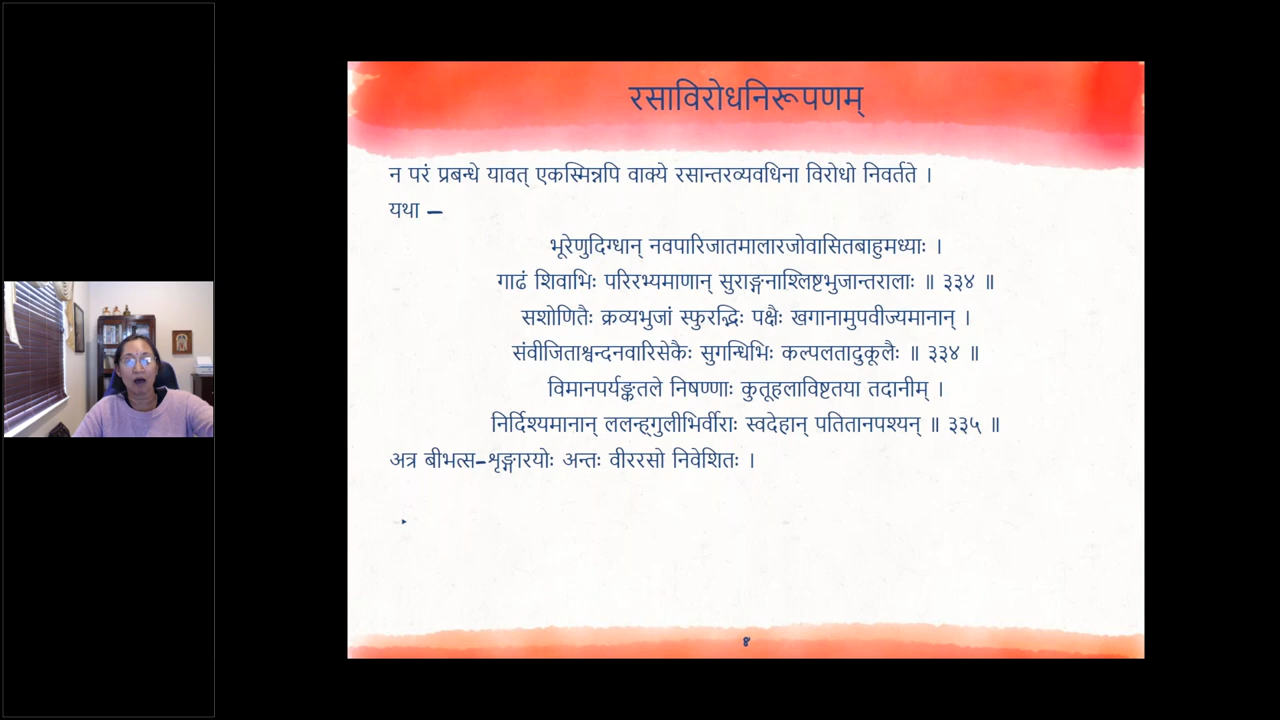 रसाविरोधनिरूपणम्
न परं प्रबन्धे यावत् एकस्मिन्नपि वाक्ये रसान्तरव्यवधिना विरोधो निवर्तते ।
यथा –
भूरेणुदिग्धान् नवपारिजातमालारजोवासितबाहुमध्याः ।
गाढं शिवाभिः परिरभ्यमाणान् सुराङ्गनाश्लिष्टभुजान्तरालाः ॥ ३३४ ॥
सशोणितैः क्रव्यभुजां स्फुरद्भिः पक्षैः खगानामुपवीज्यमानान् ।
संवीजिताश्चन्दनवारिसेकैः सुगन्धिभिः कल्पलतादुकूलैः ॥ ३३४ ॥
विमानपर्यङ्कतले निषण्णाः कुतूहलाविष्टतया तदानीम् ।
निर्दिश्यमानान् ललन्ह्गुलीभिर्वीराः स्वदेहान् पतितानपश्यन् ॥ ३३५ ॥
अत्र बीभत्स-शृङ्गारयोः अन्तः वीररसो निवेशितः ।
४